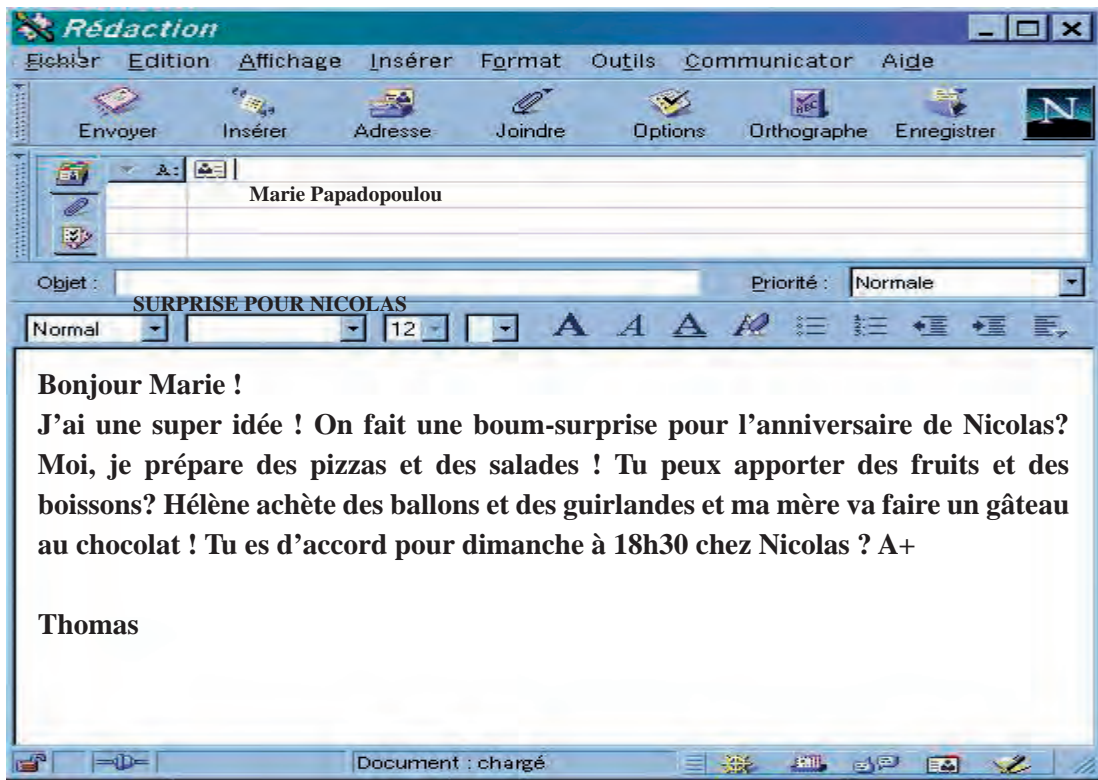 Rédaction
Fichier Edition Affichage Insérer Format Outils Communicator Aide
Envoyer Insérer Adresse Joindre Options Orthographe Enregistrer N
A:
Marie Papadopoulou
Objet : Priorité : Normale
SURPRISE POUR NICOLAS
Normal 12 A A A
Bonjour Marie !
J'ai une super idée ! On fait une boum-surprise pour l'anniversaire de Nicolas?
Moi, je prépare des pizzas et des salades ! Tu peux apporter des fruits et des
boissons? Hélène achète des ballons et des guirlandes et ma mère va faire un gâteau
au chocolat ! Tu es d'accord pour dimanche à 18h30 chez Nicolas ? A+
Thomas
Document : chargé